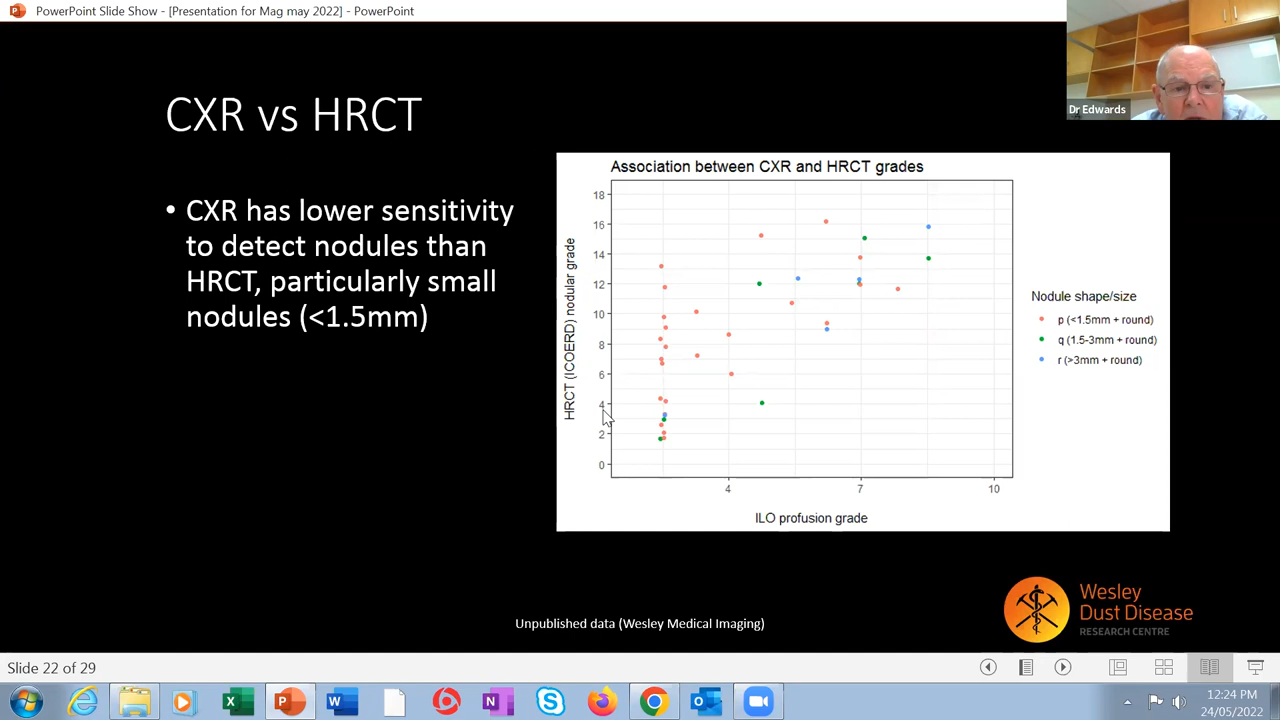 PowerPoint Slide Show - [Presentation for Mag may 2022] - PowerPoint
Dr Edwards
CXR vs HRCT
• CXR has lower sensitivity
to detect nodules than
HRCT, particularly small
nodules (<1.5mm)
Association between CXR and HRCT grades
HRCT (ICOERD) nodular grade
18
16
14
12
10
8
6
4
2
0
4 7 10
ILO profusion grade
Nodule shape/size
p (<1.5mm + round)
q (1.5-3mm + round)
r (>3mm + round)
Unpublished data (Wesley Medical Imaging)
Wesley
Dust Disease
RESEARCH CENTRE
Slide 22 of 29
12:24 PM
24/05/2022